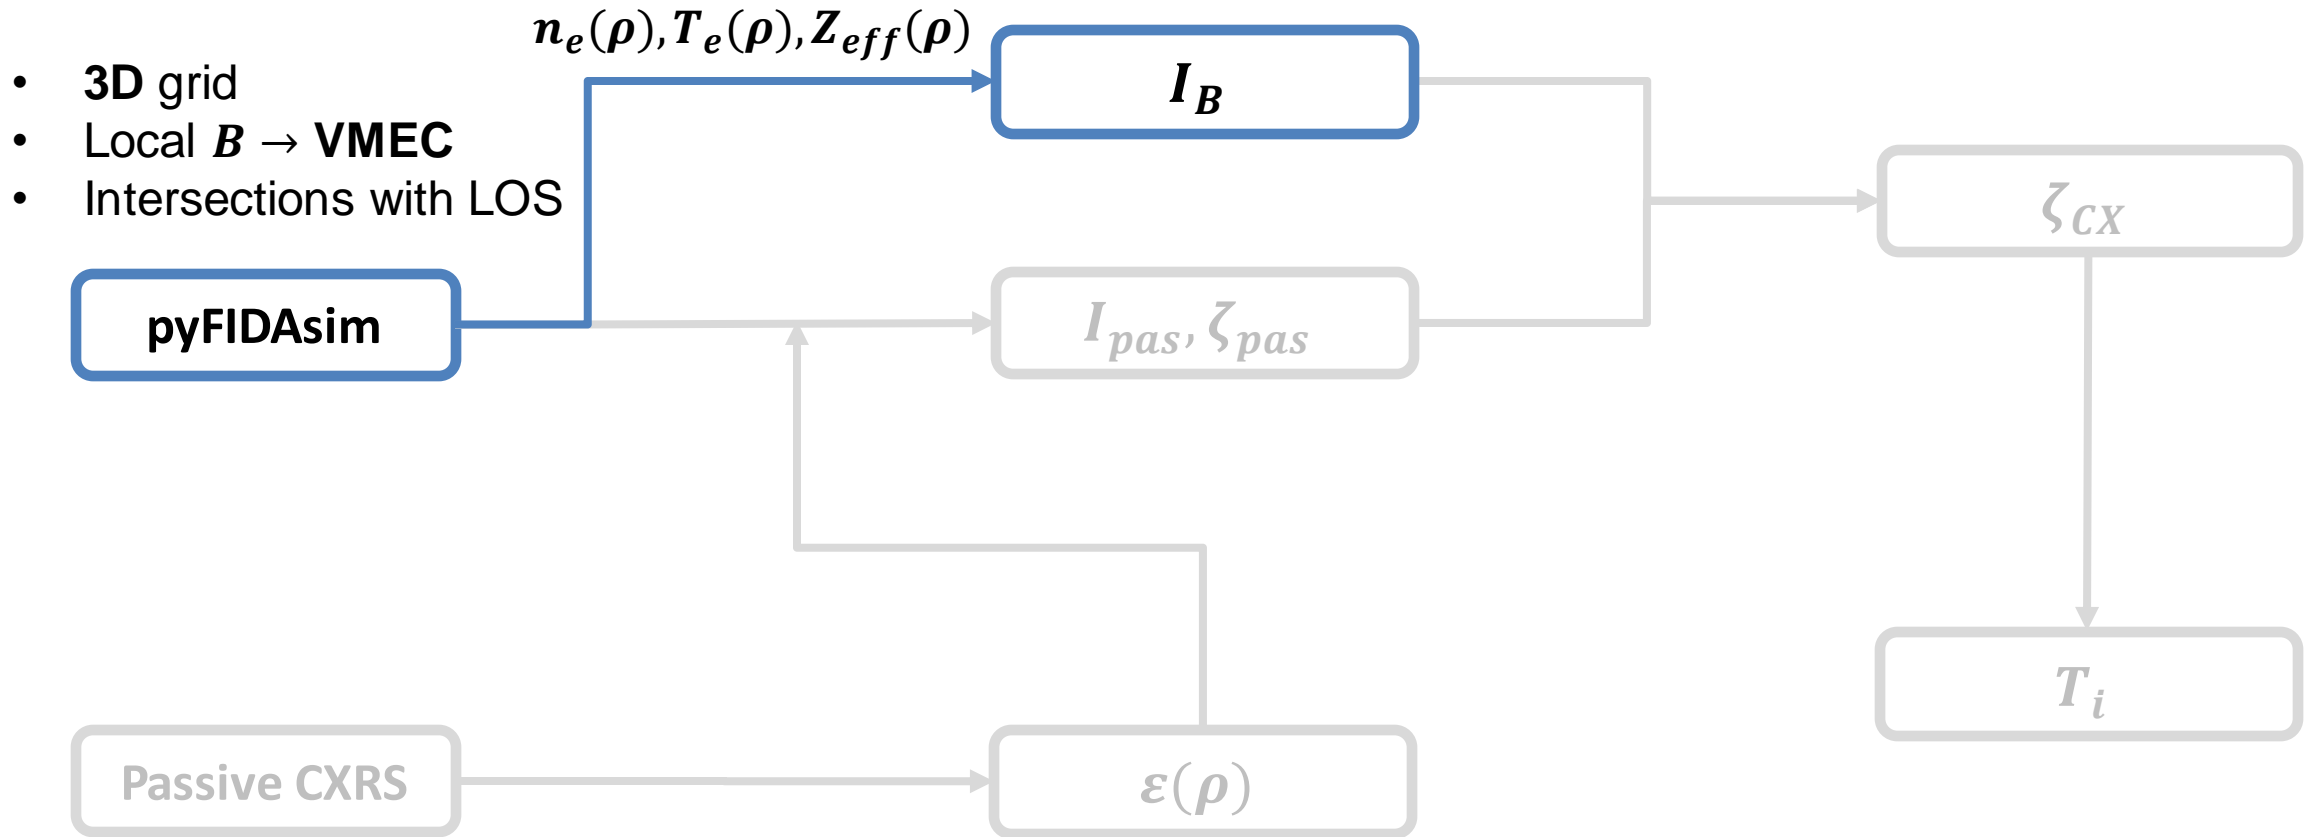 n_e(ρ), T_e(ρ), Z_eff(ρ)
• 3D grid
• Local B → VMEC
• Intersections with LOS
I_B
ζ_CX
pyFIDAsim
I_pas, ζ_pas
T_i
Passive CXRS
ε(ρ)